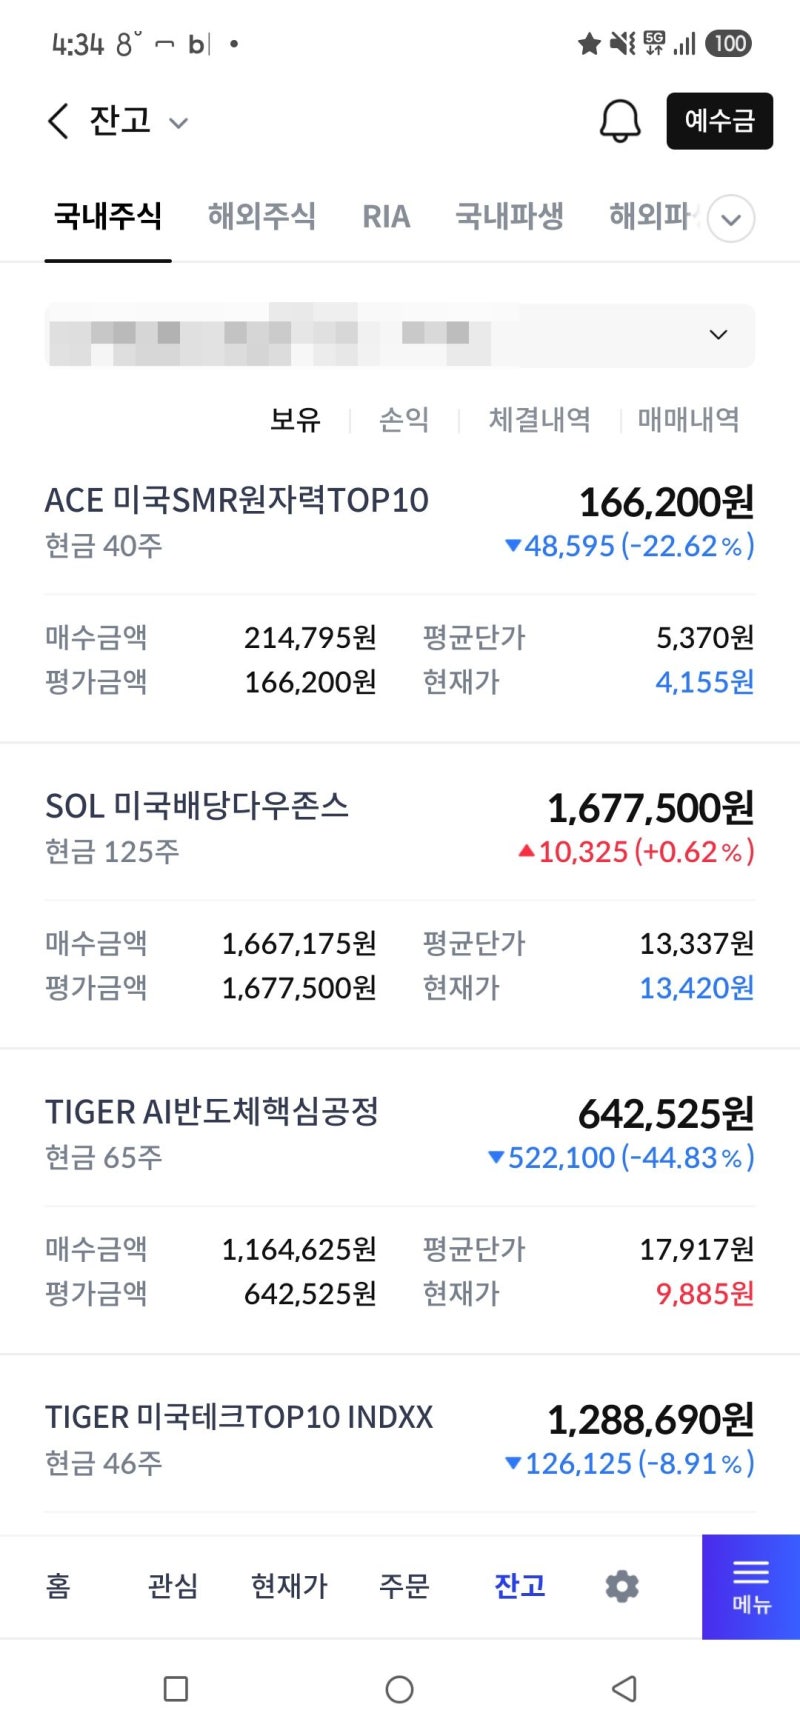 4:34 8° b
5G 100
잔고 예수금
국내주식 해외주식 RIA 국내파생 해외파
보유 손익 체결내역 매매내역
ACE 미국SMR원자력TOP10 166,200원
현금 40주 ▼48,595 (-22.62%)
매수금액 214,795원 평균단가 5,370원
평가금액 166,200원 현재가 4,155원
SOL 미국배당다우존스 1,677,500원
현금 125주 ▲10,325 (+0.62%)
매수금액 1,667,175원 평균단가 13,337원
평가금액 1,677,500원 현재가 13,420원
TIGER AI반도체핵심공정 642,525원
현금 65주 ▼522,100 (-44.83%)
매수금액 1,164,625원 평균단가 17,917원
평가금액 642,525원 현재가 9,885원
TIGER 미국테크TOP10 INDXX 1,288,690원
현금 46주 ▼126,125 (-8.91%)
홈 관심 현재가 주문 잔고 메뉴